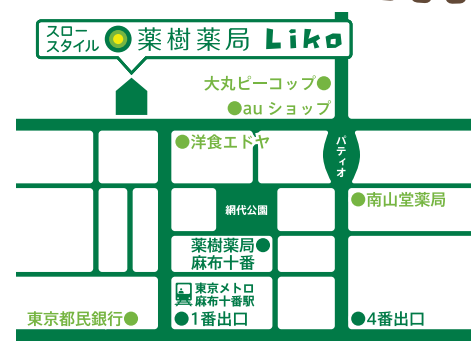 スロー
スタイル
薬樹薬局 Liko
大丸ピーコップ
au ショップ
洋食エドヤ
パティオ
南山堂薬局
網代公園
薬樹薬局
麻布十番
東京メトロ
麻布十番駅
東京都民銀行
1番出口
4番出口